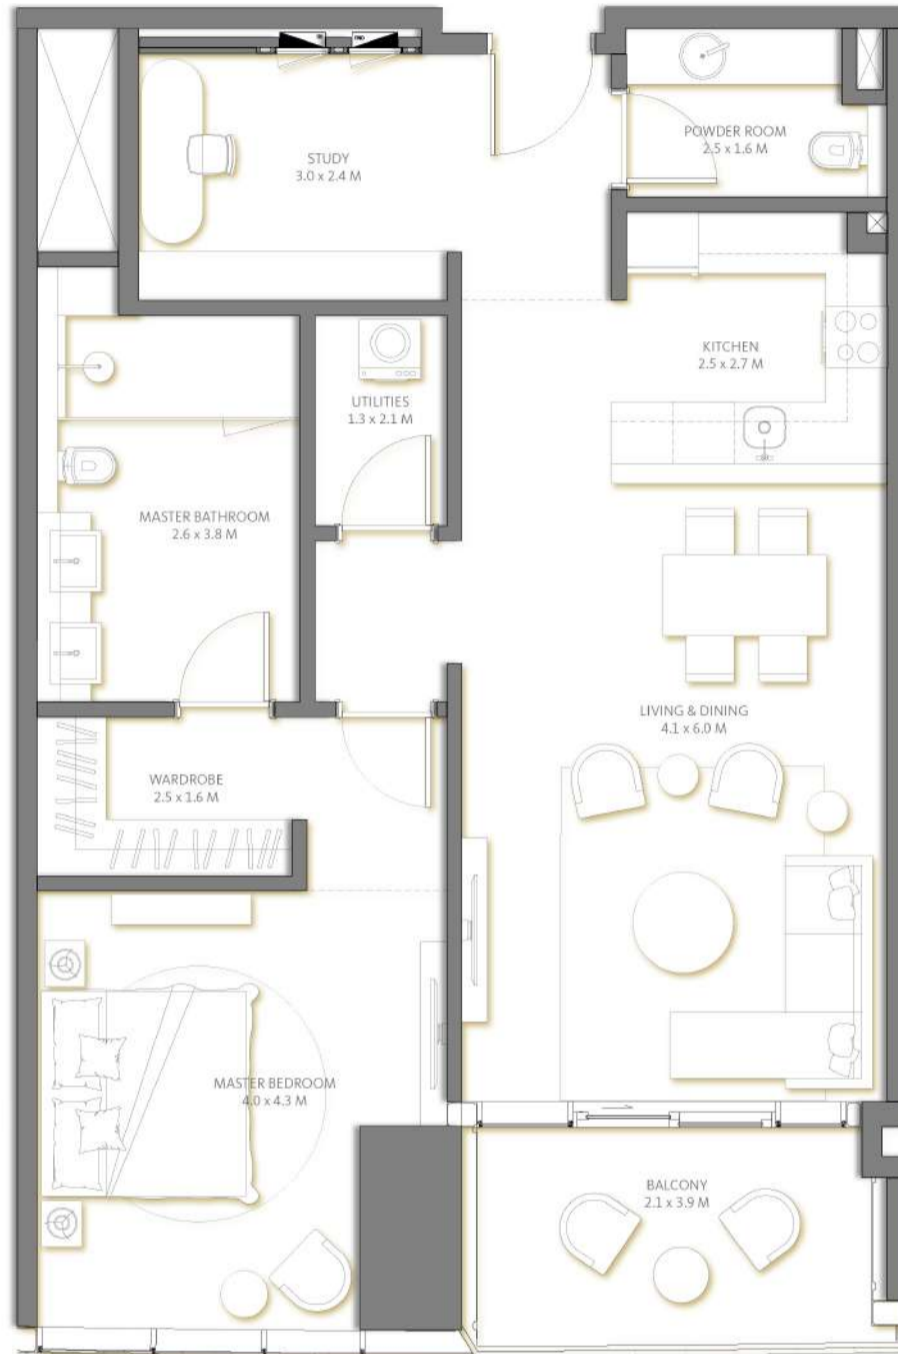 STUDY
3.0 x 2.4 M
POWDER ROOM
2.5 x 1.6 M
KITCHEN
2.5 x 2.7 M
UTILITIES
1.3 x 2.1 M
MASTER BATHROOM
2.6 x 3.8 M
LIVING & DINING
4.1 x 6.0 M
WARDROBE
2.5 x 1.6 M
MASTER BEDROOM
4.0 x 4.3 M
BALCONY
2.1 x 3.9 M